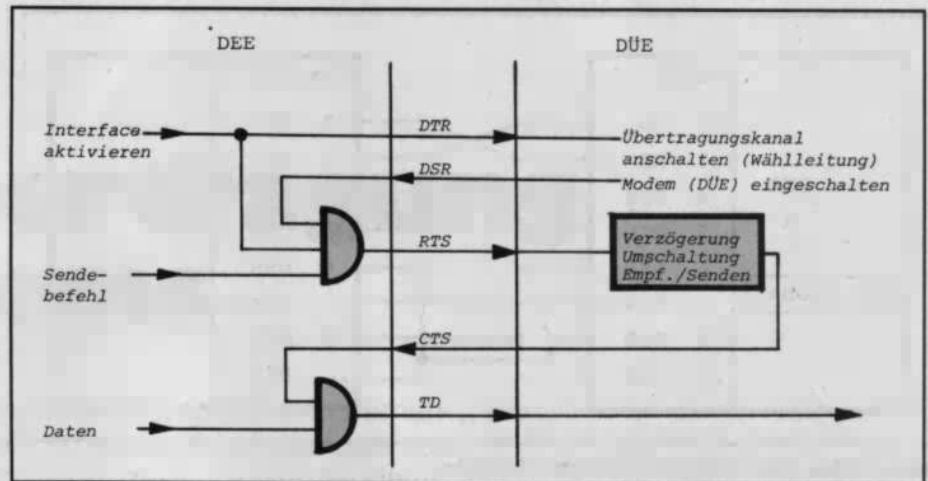 DEE
DÜE
Interface
aktivieren
DTR
Übertragungskanal
anschalten (Wählleitung)
DSR
Modem (DÜE) eingeschalten
RTS
Verzögerung
Umschaltung
Empf./Senden
Sende-
befehl
CTS
TD
Daten